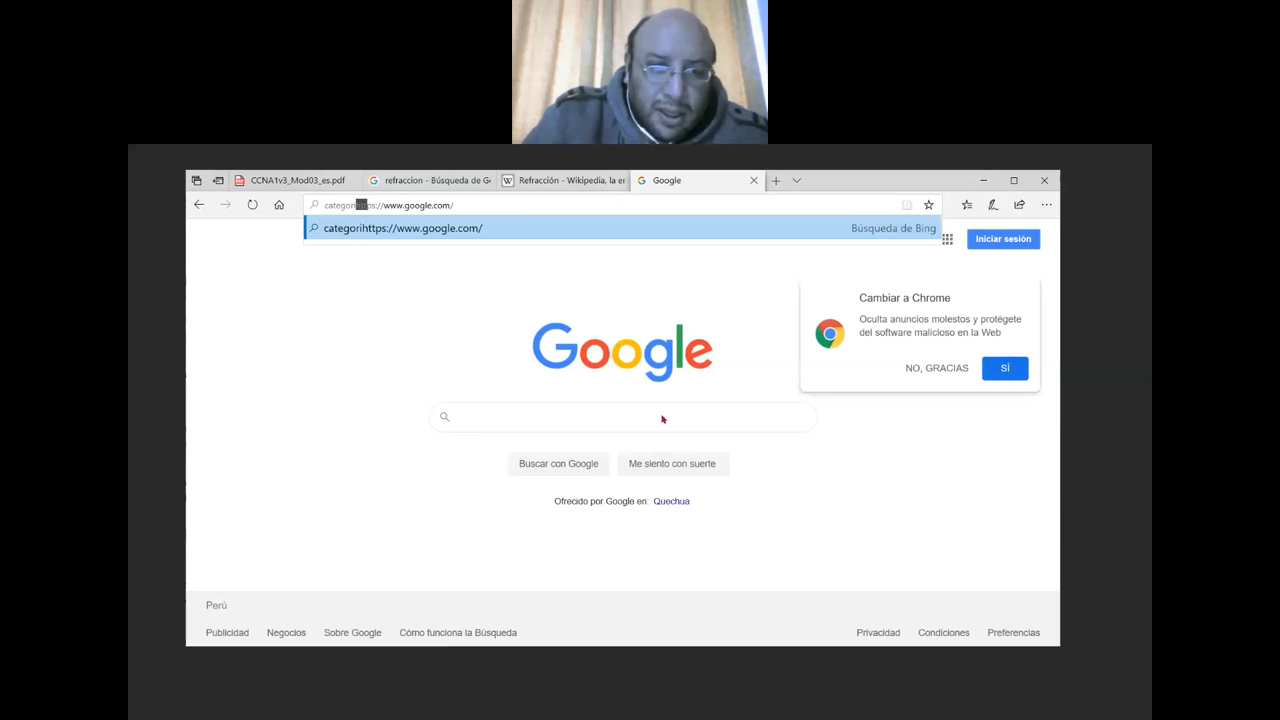 CCNA1v3_Mod03_es.pdf
refraccion - Búsqueda de Go
Refracción - Wikipedia, la en
Google
www.google.com/
categorihttps://www.google.com/
Búsqueda de Bing
Iniciar sesión
Cambiar a Chrome
Oculta anuncios molestos y protégete
del software malicioso en la Web
NO, GRACIAS
SÍ
Google
Buscar con Google
Me siento con suerte
Ofrecido por Google en: Quechua
Perú
Publicidad
Negocios
Sobre Google
Cómo funciona la Búsqueda
Privacidad
Condiciones
Preferencias